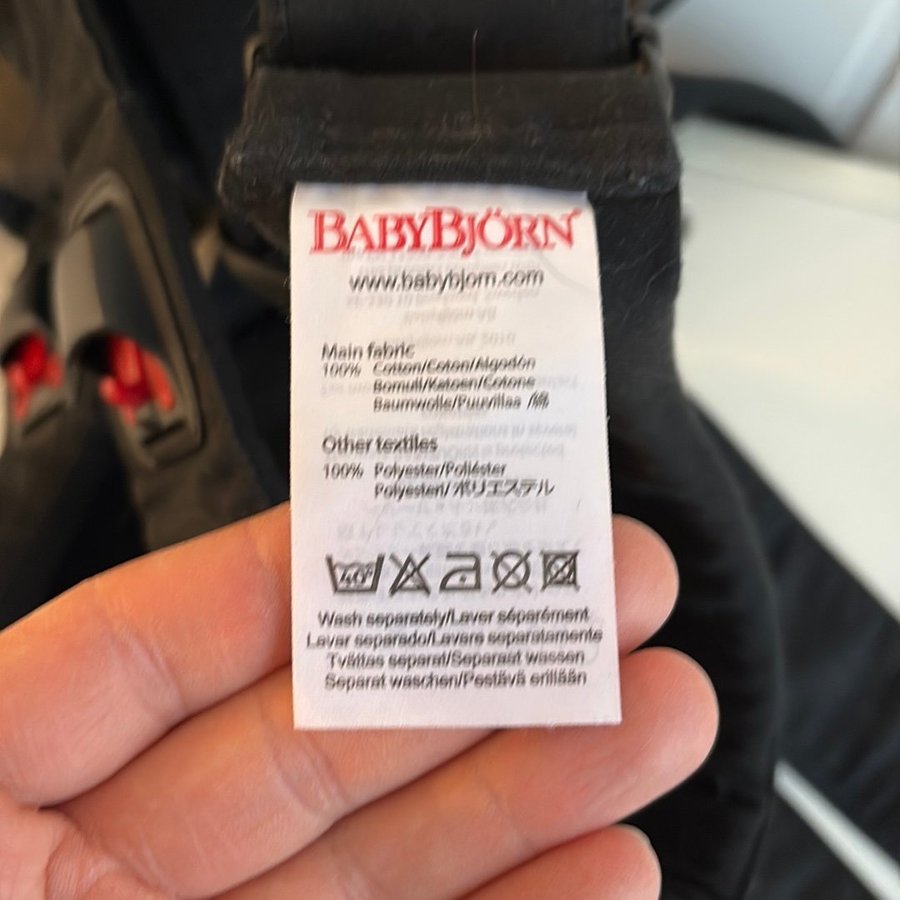 BABYBJÖRN
www.babybjorn.com
Main fabric
100% Cotton/Coton/Algodón
Bomull/Katoen/Cotone
Baumwolle/Puuvillaa /綿
Other textiles
100% Polyester/Poliéster
Polyesteri/ポリエステル
40°
Wash separately/Laver séparément
Lavar separado/Lavare separatamente
Tvättas separat/Separaat wassen
Separat waschen/Pestävä erillään